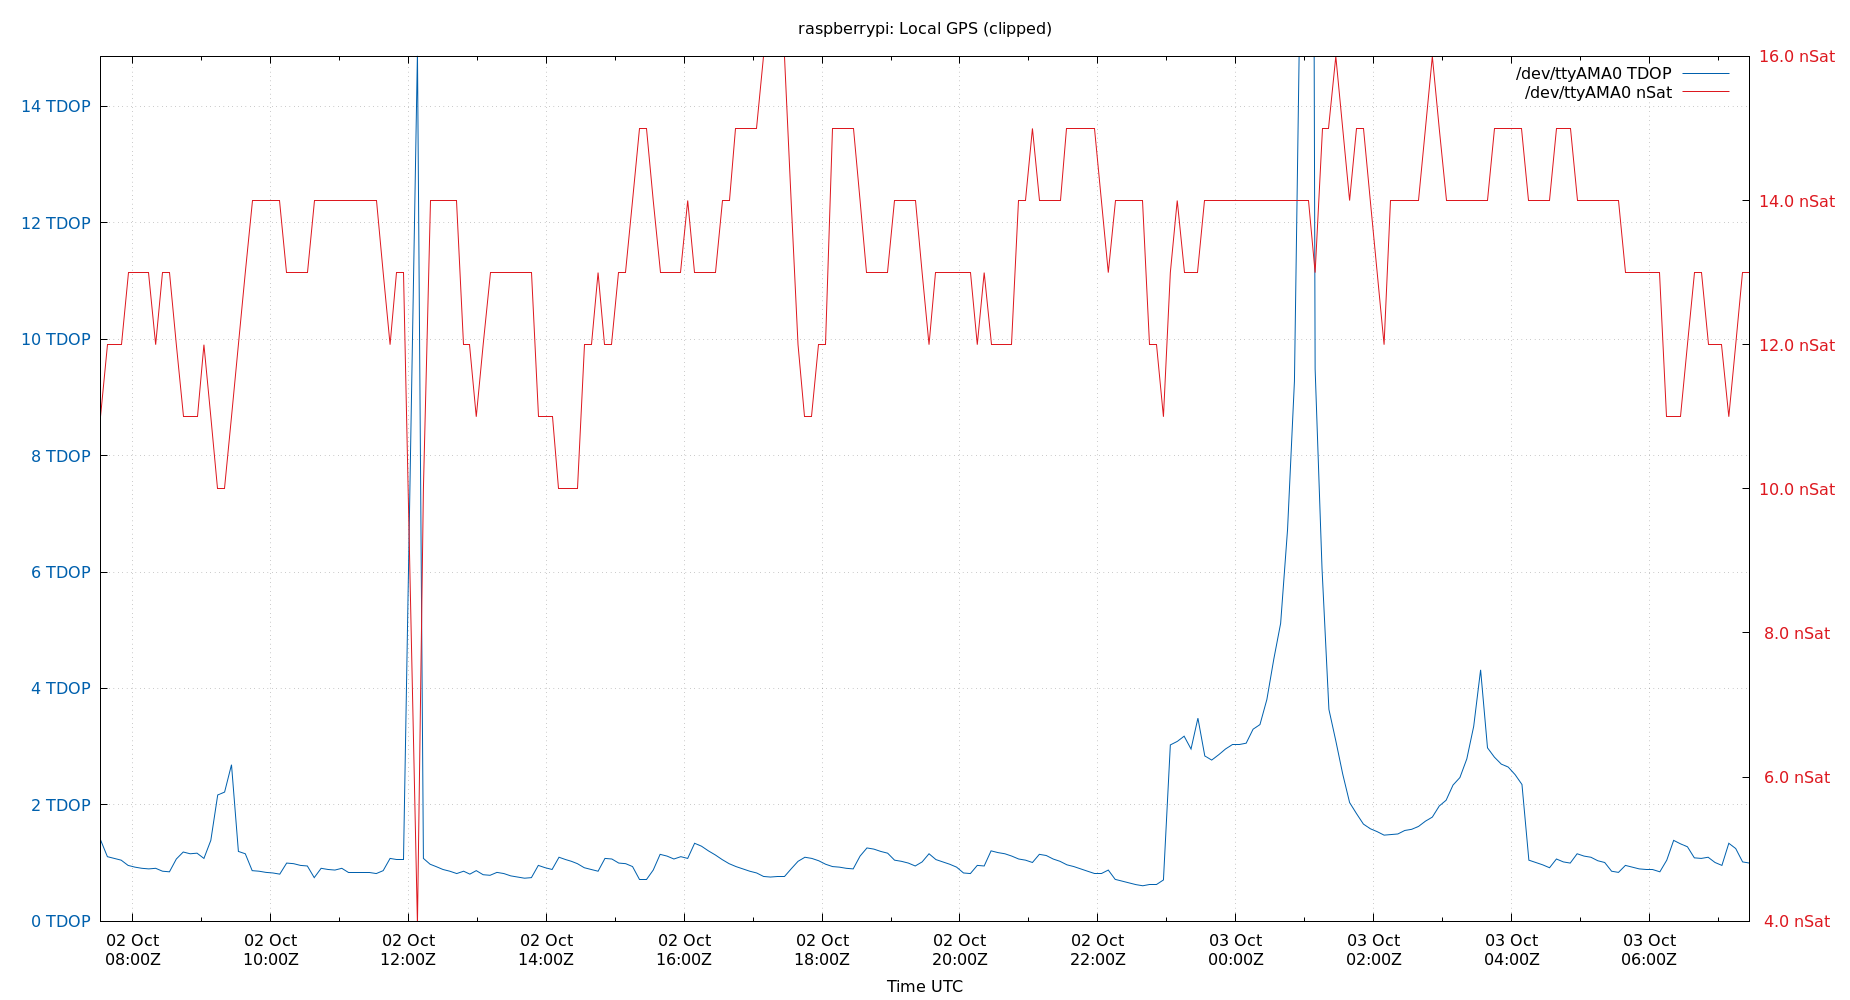 raspberrypi: Local GPS (clipped)
/dev/ttyAMA0 TDOP
/dev/ttyAMA0 nSat
14 TDOP
12 TDOP
10 TDOP
8 TDOP
6 TDOP
4 TDOP
2 TDOP
0 TDOP
16.0 nSat
14.0 nSat
12.0 nSat
10.0 nSat
8.0 nSat
6.0 nSat
4.0 nSat
02 Oct 02 Oct 02 Oct 02 Oct 02 Oct 02 Oct 02 Oct 02 Oct 03 Oct 03 Oct 03 Oct 03 Oct
08:00Z 10:00Z 12:00Z 14:00Z 16:00Z 18:00Z 20:00Z 22:00Z 00:00Z 02:00Z 04:00Z 06:00Z
Time UTC